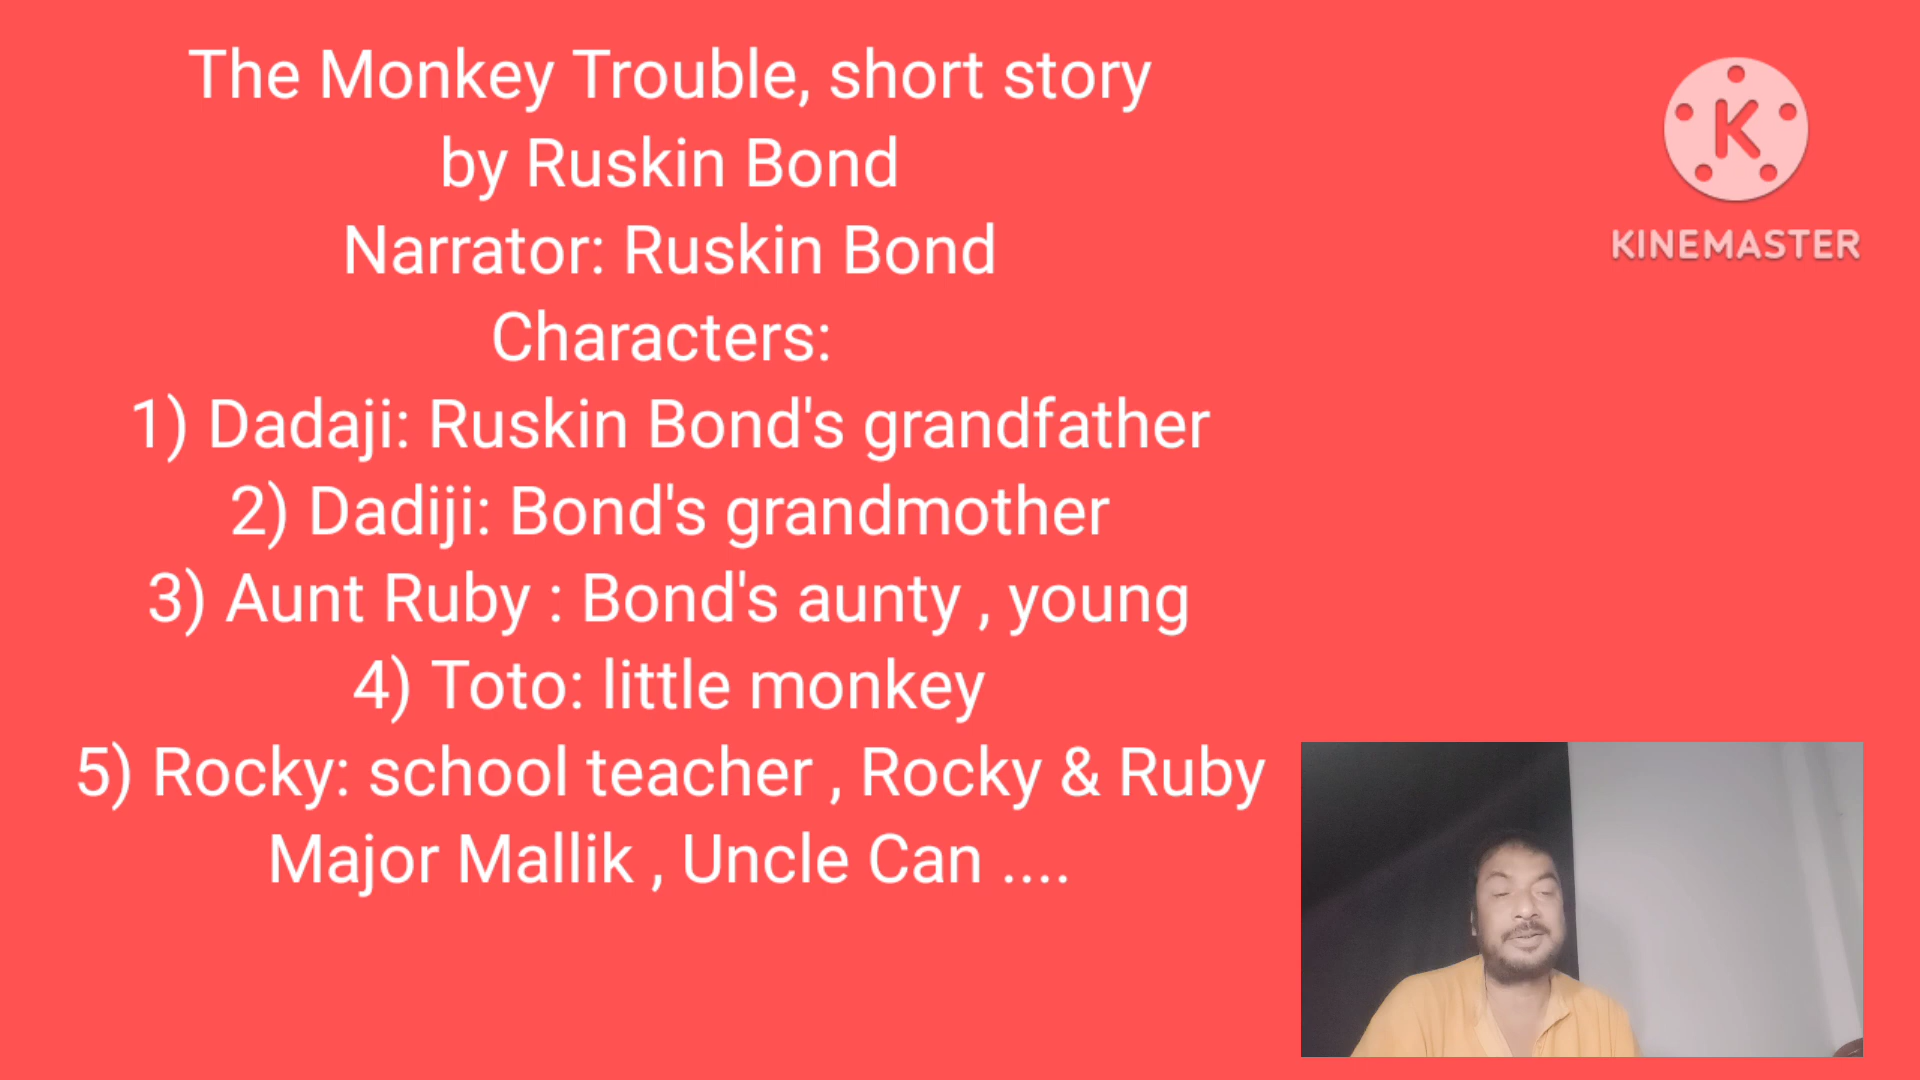 The Monkey Trouble, short story
by Ruskin Bond
Narrator: Ruskin Bond
Characters:
1) Dadaji: Ruskin Bond's grandfather
2) Dadiji: Bond's grandmother
3) Aunt Ruby : Bond's aunty , young
4) Toto: little monkey
5) Rocky: school teacher , Rocky & Ruby
Major Mallik , Uncle Can ....
K
KINEMASTER